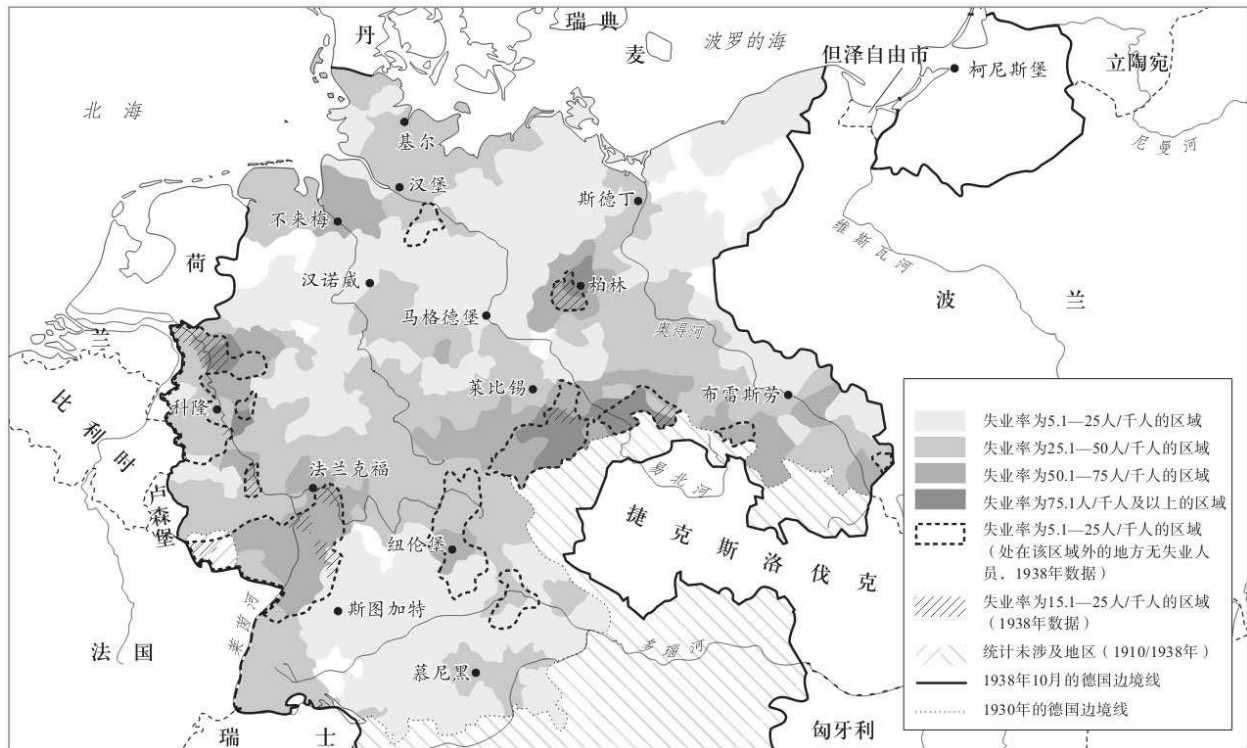 丹
麦
瑞典
波罗的海
但泽自由市
柯尼斯堡
立陶宛
北海
尼曼河
基尔
汉堡
斯德丁
不来梅
维斯瓦河
荷
兰
汉诺威
柏林
马格德堡
奥得河
波兰
莱比锡
布雷斯劳
比利时
科隆
法兰克福
易北河
卢森堡
捷克斯洛伐克
纽伦堡
斯图加特
莱茵河
法国
多瑙河
慕尼黑
瑞士
匈牙利
失业率为5.1—25人/千人的区域
失业率为25.1—50人/千人的区域
失业率为50.1—75人/千人的区域
失业率为75.1人/千人及以上的区域
失业率为5.1—25人/千人的区域
（处在该区域外的地方无失业人
员，1938年数据）
失业率为15.1—25人/千人的区域
（1938年数据）
统计未涉及地区（1910/1938年）
1938年10月的德国边境线
1930年的德国边境线